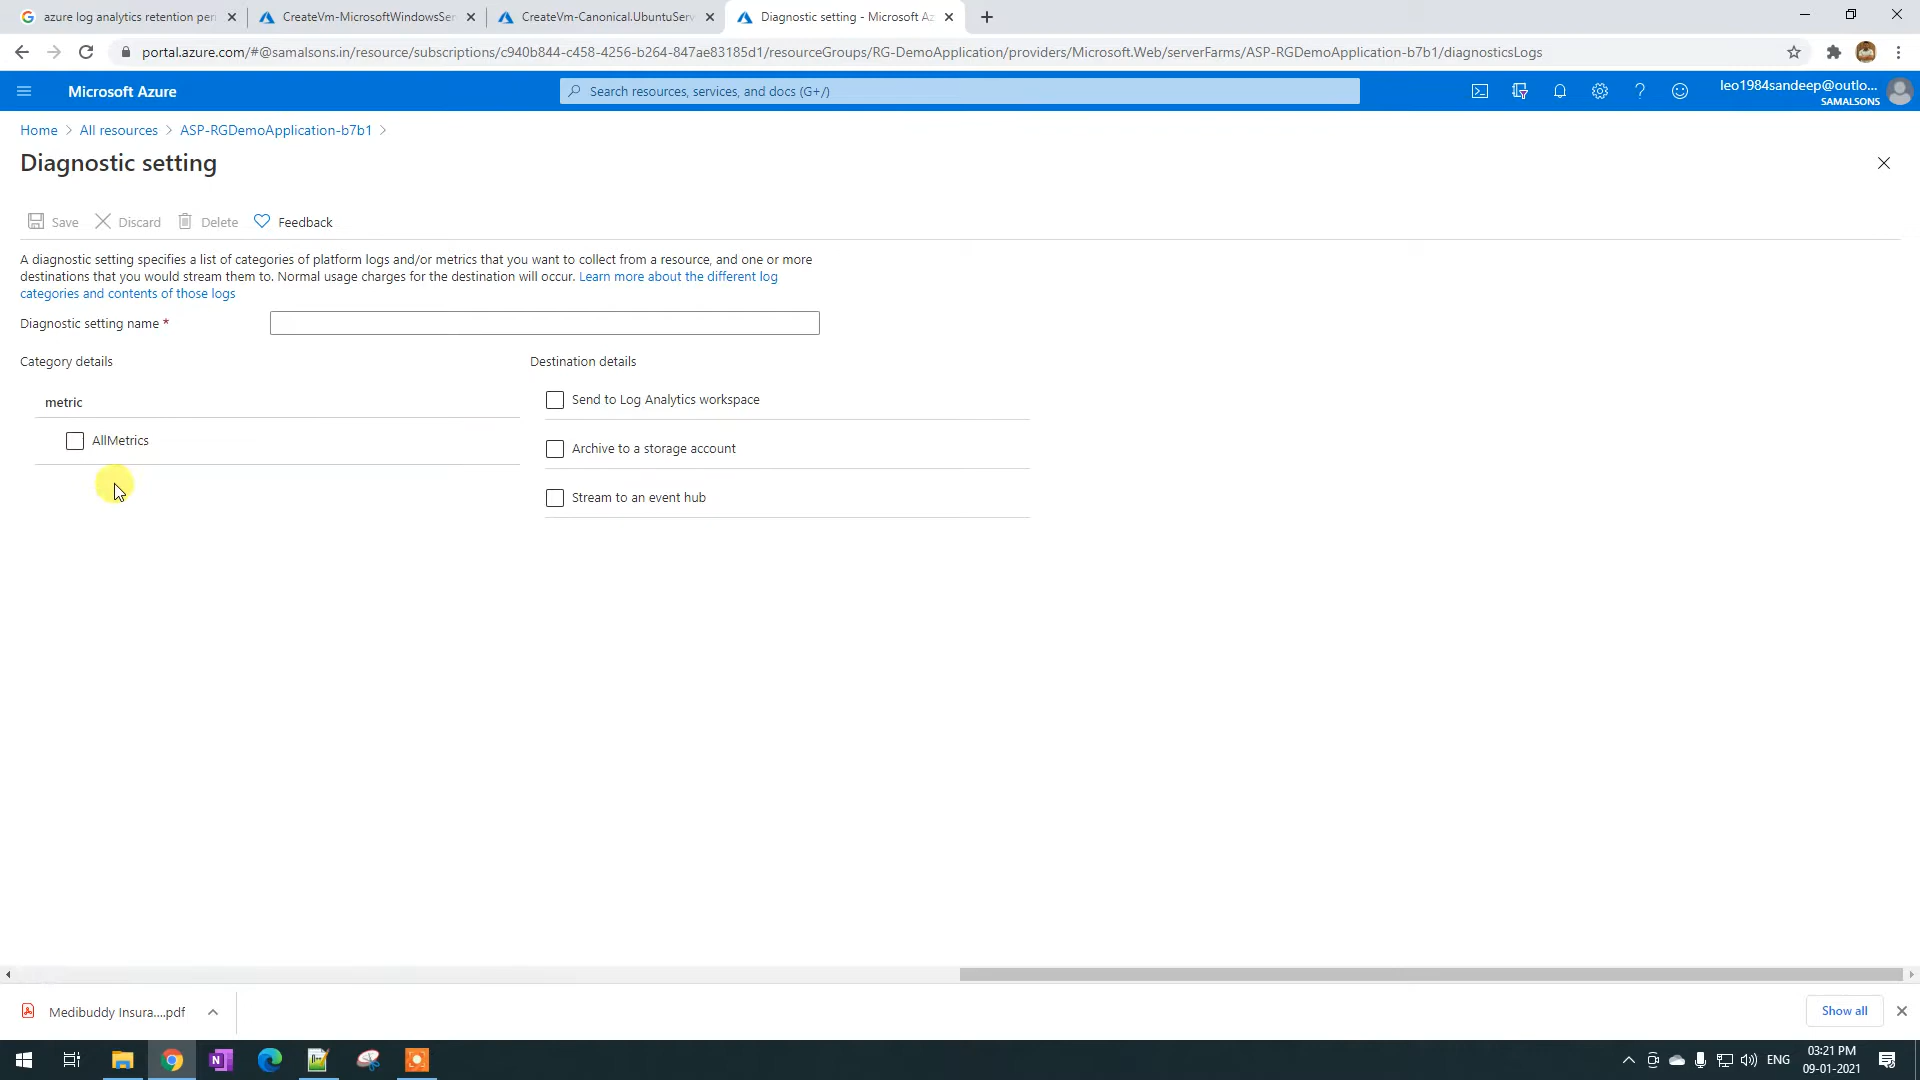 azure log analytics retention per
CreateVm-MicrosoftWindowsSer
CreateVm-Canonical.UbuntuServ
Diagnostic setting - Microsoft Az
portal.azure.com/#@samalsons.in/resource/subscriptions/c940b844-c458-4256-b264-847ae83185d1/resourceGroups/RG-DemoApplication/providers/Microsoft.Web/serverFarms/ASP-RGDemoApplication-b7b1/diagnosticsLogs
Microsoft Azure
Search resources, services, and docs (G+/)
leo1984sandeep@outlo...
SAMALSONS
Home > All resources > ASP-RGDemoApplication-b7b1 >
Diagnostic setting
Save Discard Delete Feedback
A diagnostic setting specifies a list of categories of platform logs and/or metrics that you want to collect from a resource, and one or more
destinations that you would stream them to. Normal usage charges for the destination will occur. Learn more about the different log
categories and contents of those logs
Diagnostic setting name *
Category details
Destination details
metric
Send to Log Analytics workspace
AllMetrics
Archive to a storage account
Stream to an event hub
Medibuddy Insura....pdf
Show all
ENG
03:21 PM
09-01-2021